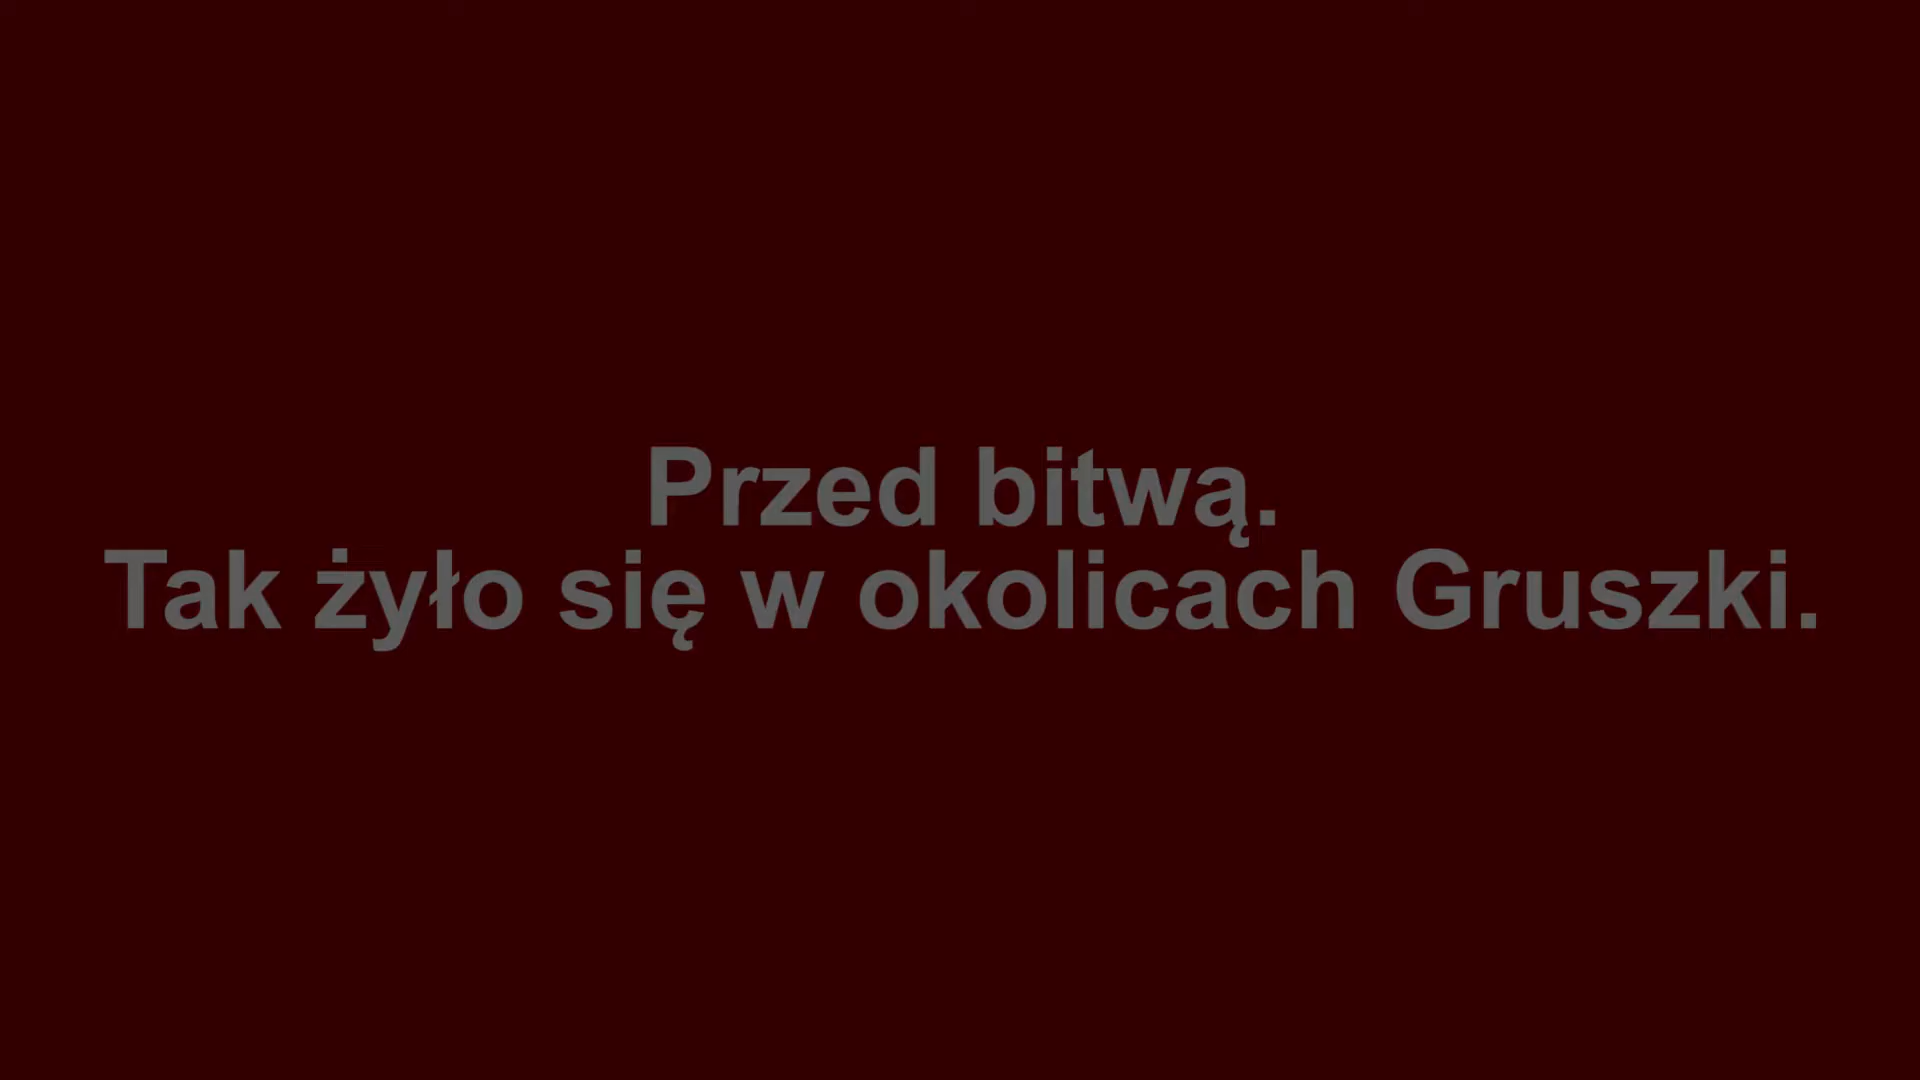 Przed bitwą.
Tak żyło się w okolicach Gruszki.